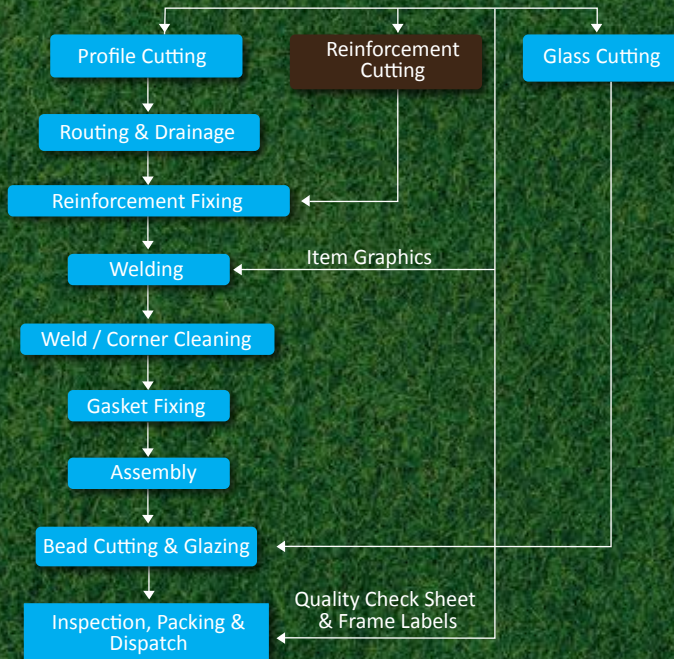 Profile Cutting
Reinforcement
Cutting
Glass Cutting
Routing & Drainage
Reinforcement Fixing
Welding
Item Graphics
Weld / Corner Cleaning
Gasket Fixing
Assembly
Bead Cutting & Glazing
Quality Check Sheet
& Frame Labels
Inspection, Packing &
Dispatch